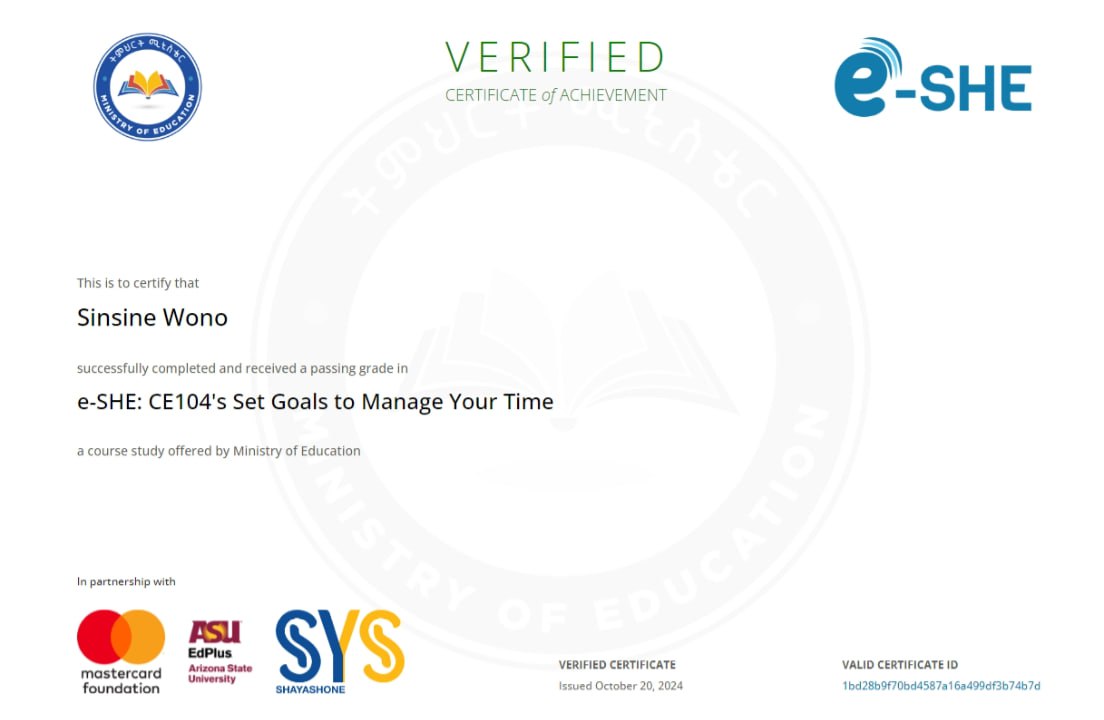 ትምህርት ሚኒስቴር
MINISTRY OF EDUCATION
VERIFIED
CERTIFICATE of ACHIEVEMENT
e-SHE
This is to certify that
Sinsine Wono
successfully completed and received a passing grade in
e-SHE: CE104's Set Goals to Manage Your Time
a course study offered by Ministry of Education
MINISTRY OF EDUCATION
In partnership with
mastercard
foundation
ASU
EdPlus
Arizona State
University
SYS
SHAYASHONE
VERIFIED CERTIFICATE
Issued October 20, 2024
VALID CERTIFICATE ID
1bd28b9f70bd4587a16a499df3b74b7d